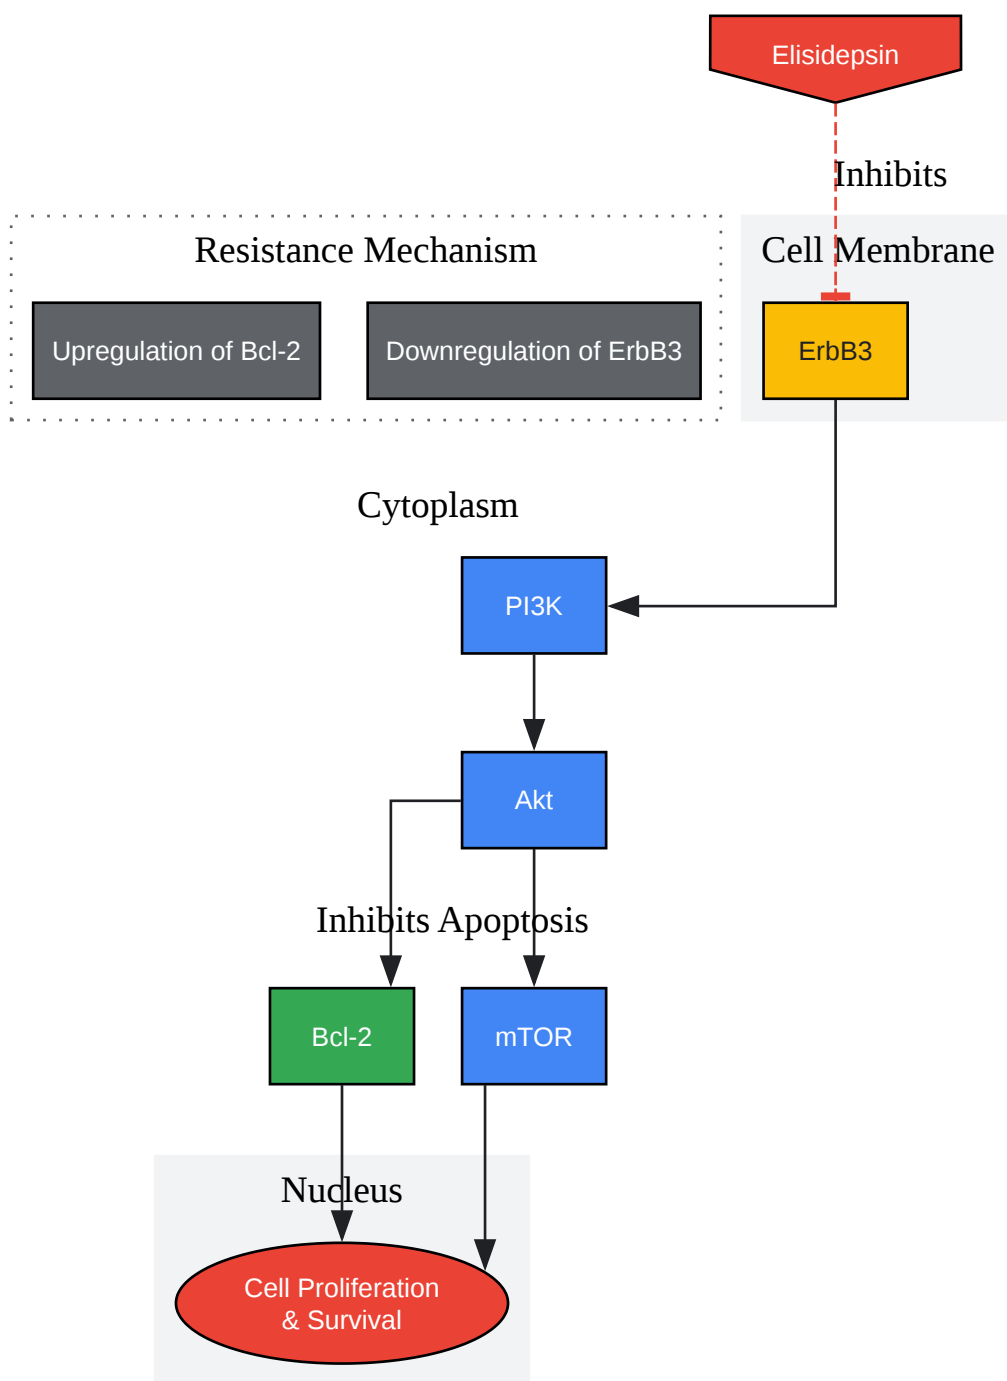 Elisidepsin
Inhibits
Resistance Mechanism
Cell Membrane
Upregulation of Bcl-2
Downregulation of ErbB3
ErbB3
Cytoplasm
PI3K
Akt
Inhibits Apoptosis
Bcl-2
mTOR
Nucleus
Cell Proliferation
& Survival